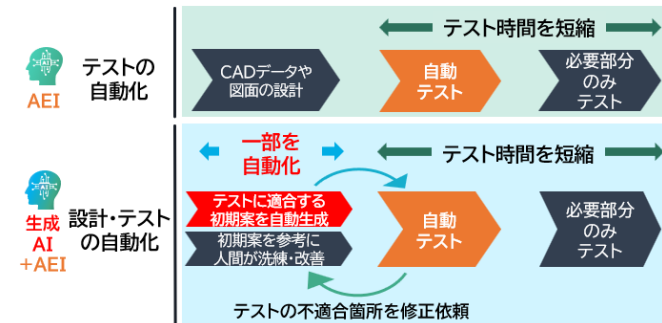 テスト時間を短縮
AEI
テストの
自動化
CADデータや
図面の設計
自動
テスト
必要部分
のみ
テスト
一部を
自動化
テスト時間を短縮
生成
AI
+AEI
設計・テスト
の自動化
テストに適合する
初期案を自動生成
初期案を参考に
人間が洗練・改善
自動
テスト
必要部分
のみ
テスト
テストの不適合箇所を修正依頼